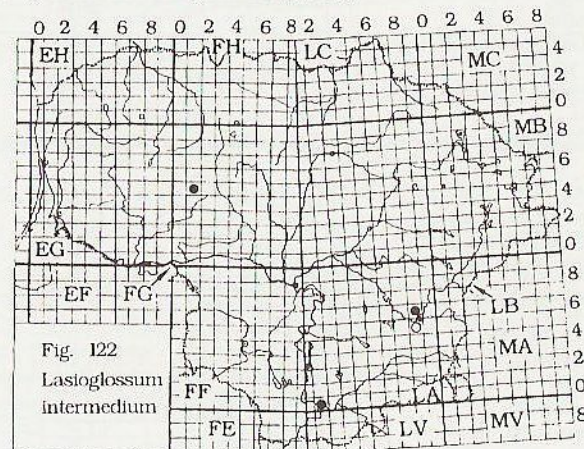 0 2 4 6 8 0 2 4 6 8 2 4 6 8 0 2 4 6 8
EH FH LC MC
4
2
0
MB
8
6
4
2
EG
0
EF FG LB
8
6
MA
4
Fig. 122
Lasioglossum
intermedium
2
FF LA
0
FE LV MV
8